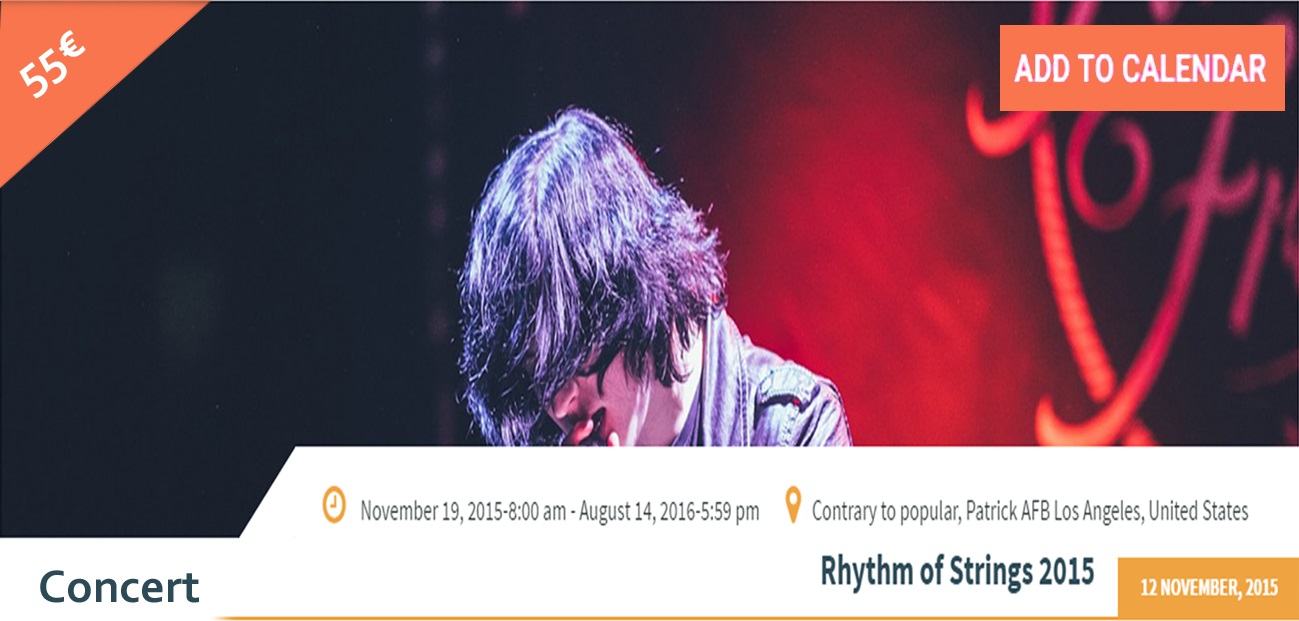 55€
ADD TO CALENDAR
November 19, 2015-8:00 am - August 14, 2016-5:59 pm
Contrary to popular, Patrick AFB Los Angeles, United States
Rhythm of Strings 2015
Concert
12 NOVEMBER, 2015